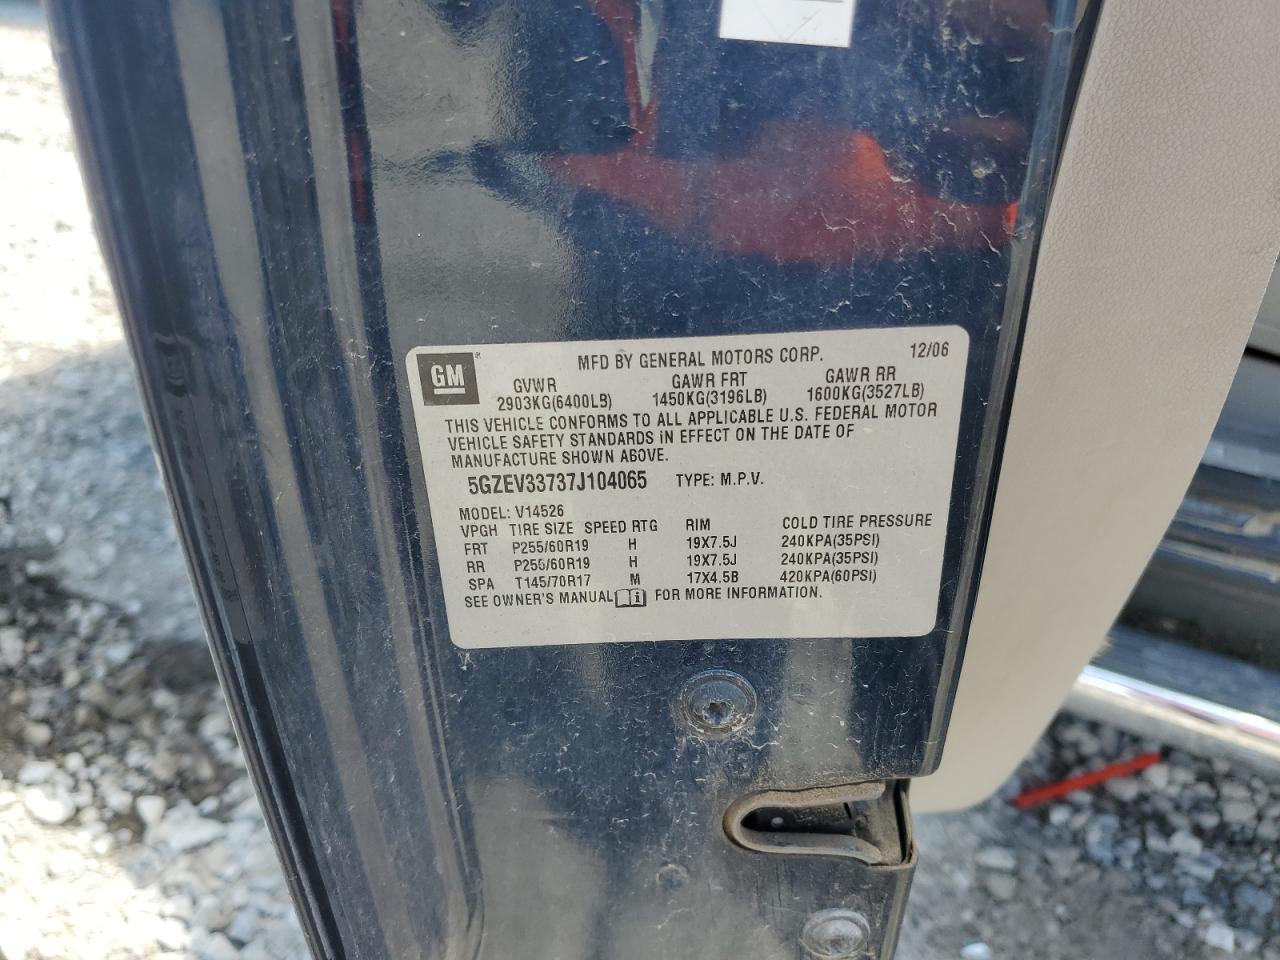 GM
MFD BY GENERAL MOTORS CORP. 12/06
GVWR GAWR FRT GAWR RR
2903KG(6400LB) 1450KG(3196LB) 1600KG(3527LB)
THIS VEHICLE CONFORMS TO ALL APPLICABLE U.S. FEDERAL MOTOR
VEHICLE SAFETY STANDARDS IN EFFECT ON THE DATE OF
MANUFACTURE SHOWN ABOVE.
5GZEV33737J104065 TYPE: M.P.V.
MODEL: V14526
VPGH TIRE SIZE SPEED RTG RIM COLD TIRE PRESSURE
FRT P255/60R19 H 19X7.5J 240KPA(35PSI)
RR P255/60R19 H 19X7.5J 240KPA(35PSI)
SPA T145/70R17 M 17X4.5B 420KPA(60PSI)
SEE OWNER'S MANUAL FOR MORE INFORMATION.